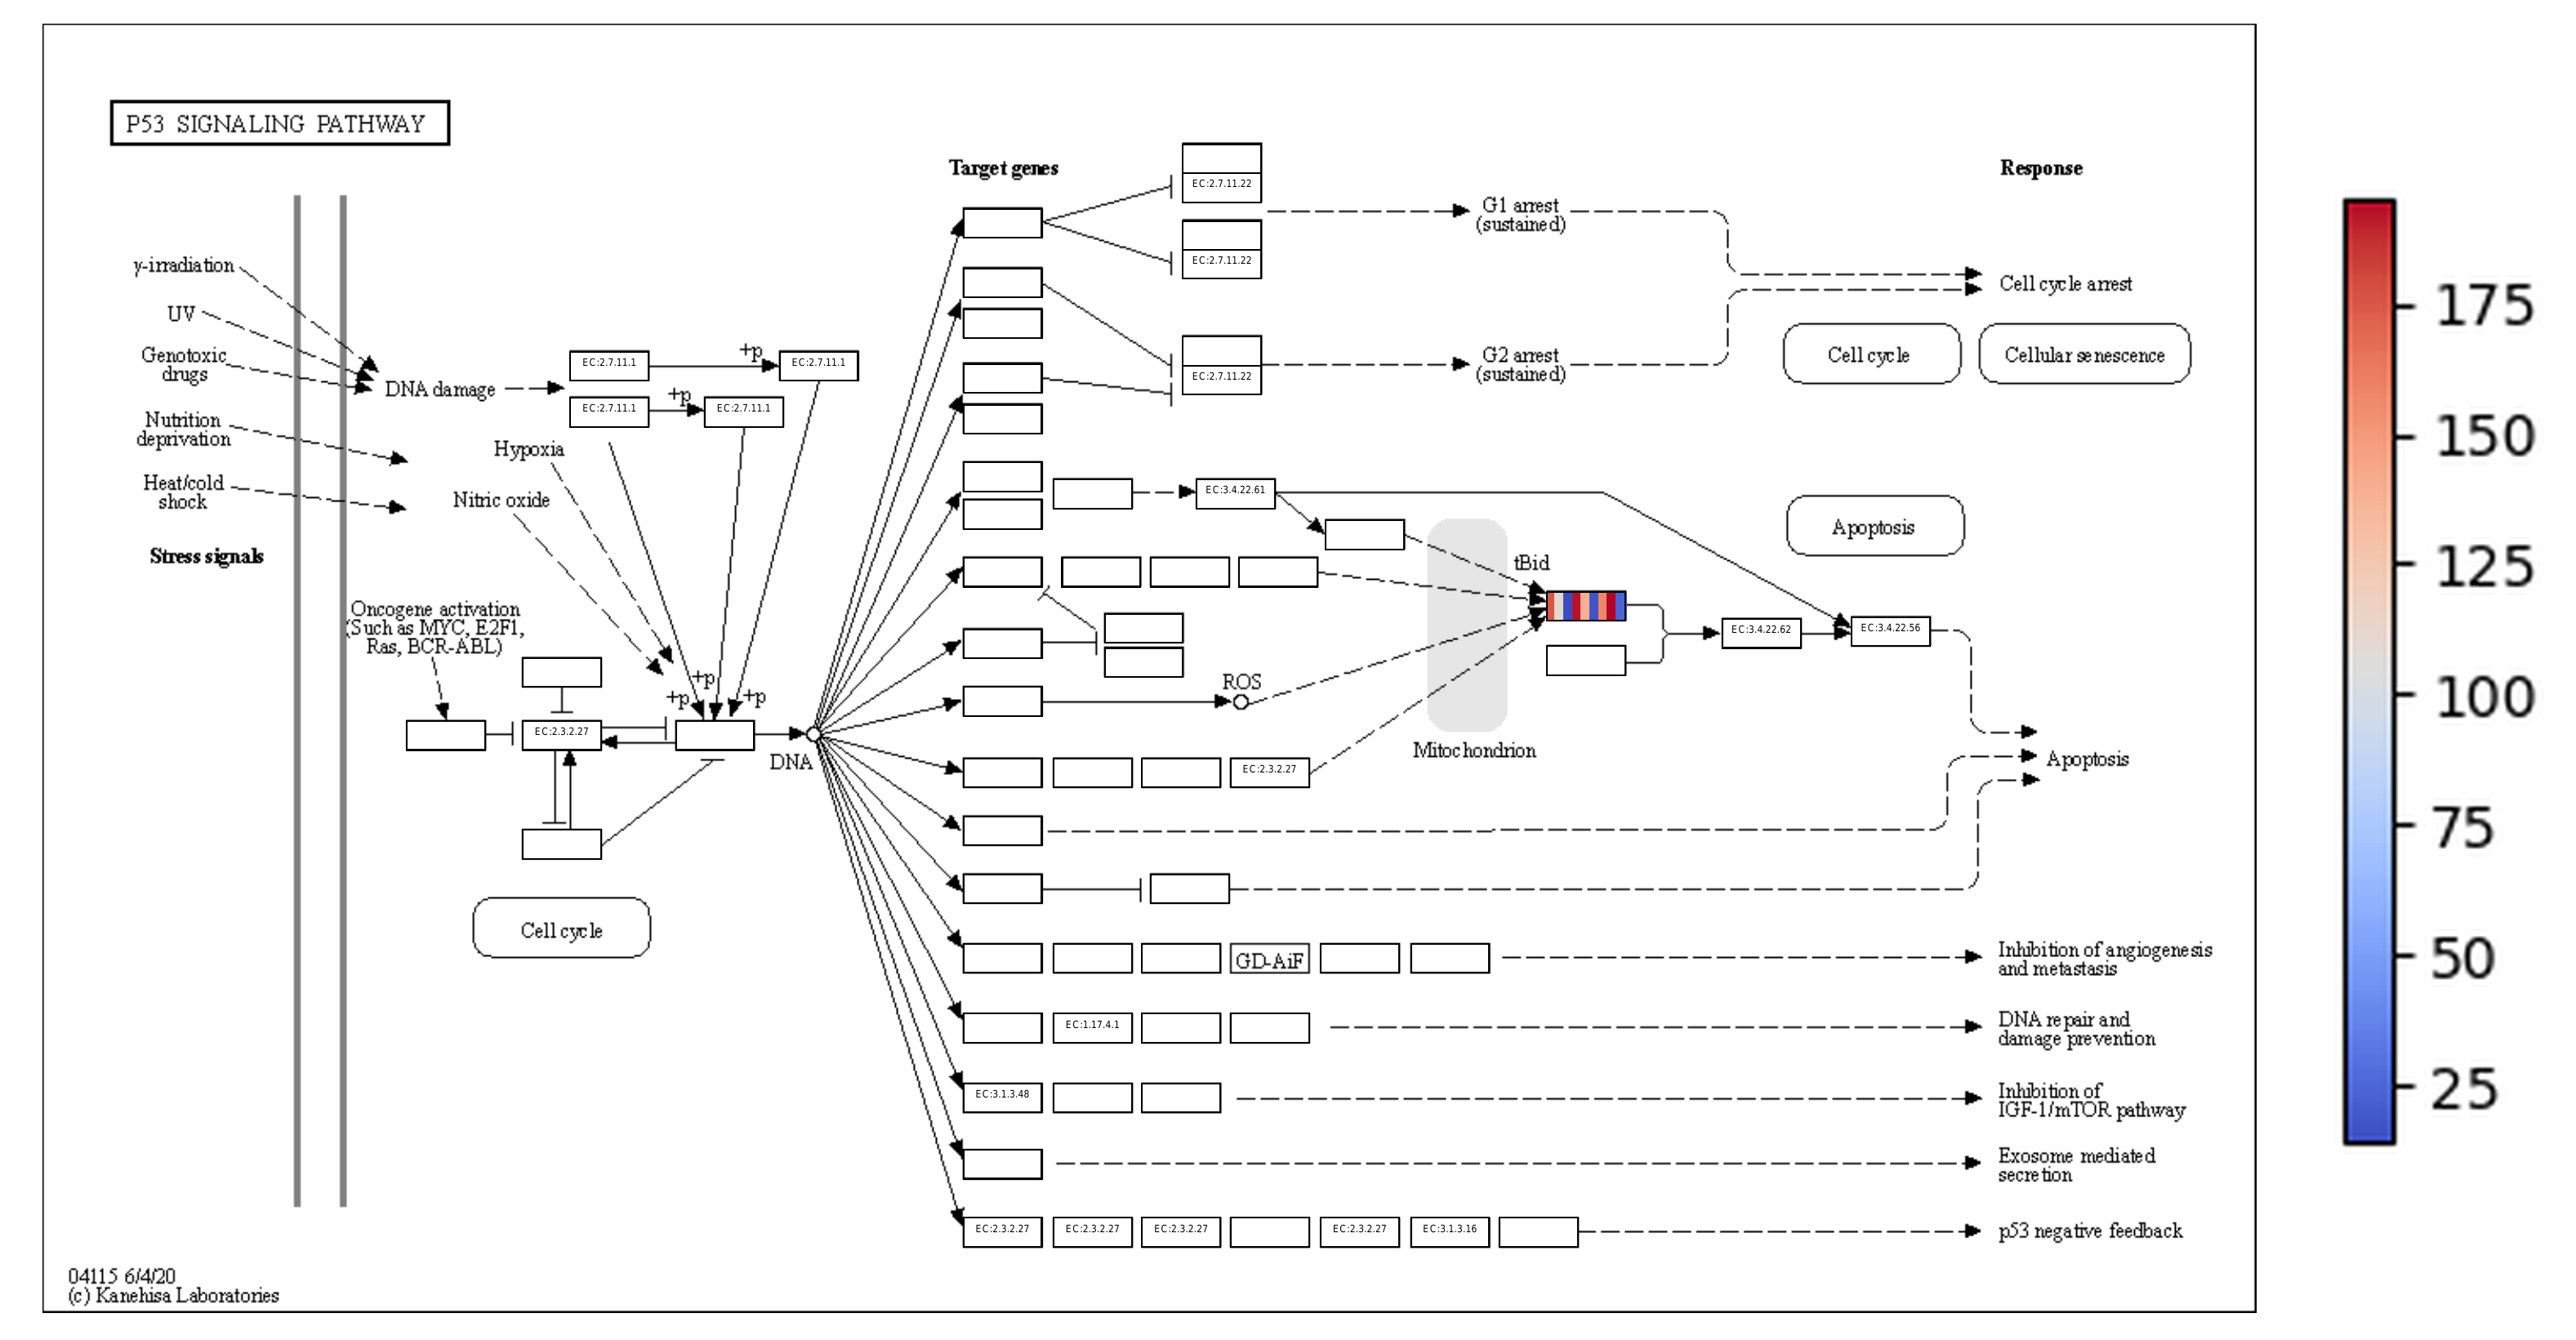 P53 SIGNALING PATHWAY
Target genes
Response
EC:2.7.11.22
G1 arrest
(sustained)
EC:2.7.11.22
γ-irradiation
Cell cycle arrest
UV
Genotoxic
drugs
DNA damage
EC:2.7.11.1
+p
EC:2.7.11.1
EC:2.7.11.1
+p
EC:2.7.11.1
G2 arrest
(sustained)
EC:2.7.11.22
Cell cycle
Cellular senescence
Nutrition
deprivation
Hypoxia
Heat/cold
shock
Nitric oxide
EC:3.4.22.61
Apoptosis
Stress signals
tBid
Oncogene activation
(Such as MYC, E2F1,
Ras, BCR-ABL)
EC:3.4.22.62
EC:3.4.22.56
+p
+p
+p
ROS
EC:2.3.2.27
DNA
Mitochondrion
EC:2.3.2.27
Apoptosis
Cell cycle
GD-AiF
Inhibition of angiogenesis
and metastasis
EC:1.17.4.1
DNA repair and
damage prevention
EC:3.1.3.48
Inhibition of
IGF-1/mTOR pathway
Exosome mediated
secretion
EC:2.3.2.27
EC:2.3.2.27
EC:2.3.2.27
EC:2.3.2.27
EC:3.1.3.16
p53 negative feedback
04115 6/4/20
(c) Kanehisa Laboratories
175
150
125
100
75
50
25